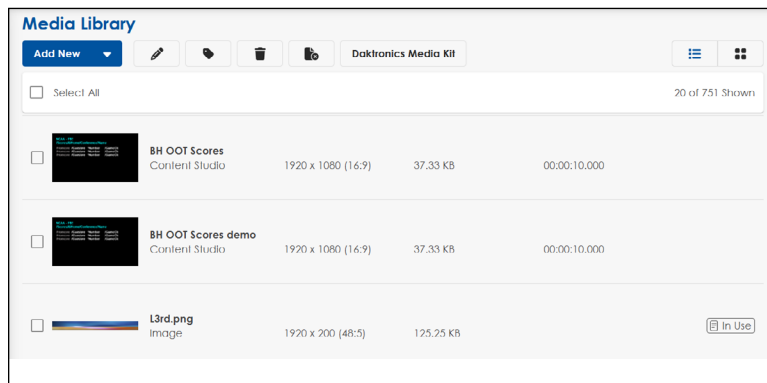 Media Library
Add New
Daktronics Media Kit
Select All
20 of 751 Shown
BH OOT Scores
Content Studio
1920 x 1080 (16:9)
37.33 KB
00:00:10.000
BH OOT Scores demo
Content Studio
1920 x 1080 (16:9)
37.33 KB
00:00:10.000
L3rd.png
Image
1920 x 200 (48:5)
125.25 KB
In Use